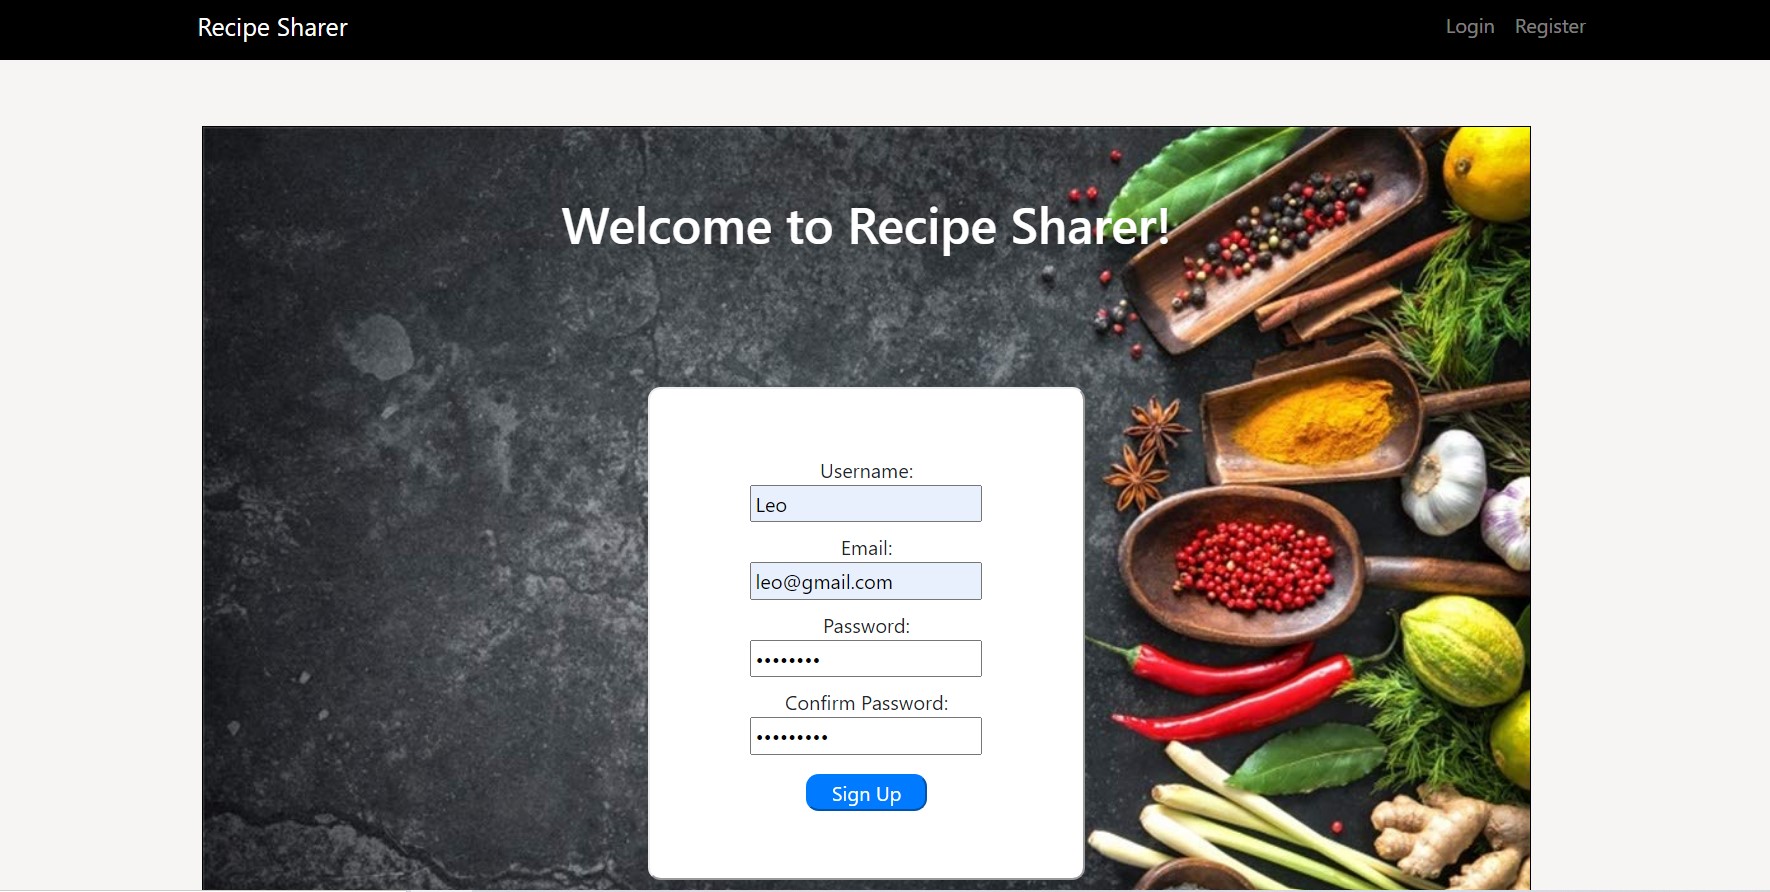 Recipe Sharer
Login Register
Welcome to Recipe Sharer!
Username:
Leo
Email:
leo@gmail.com
Password:
••••••••
Confirm Password:
•••••••••
Sign Up